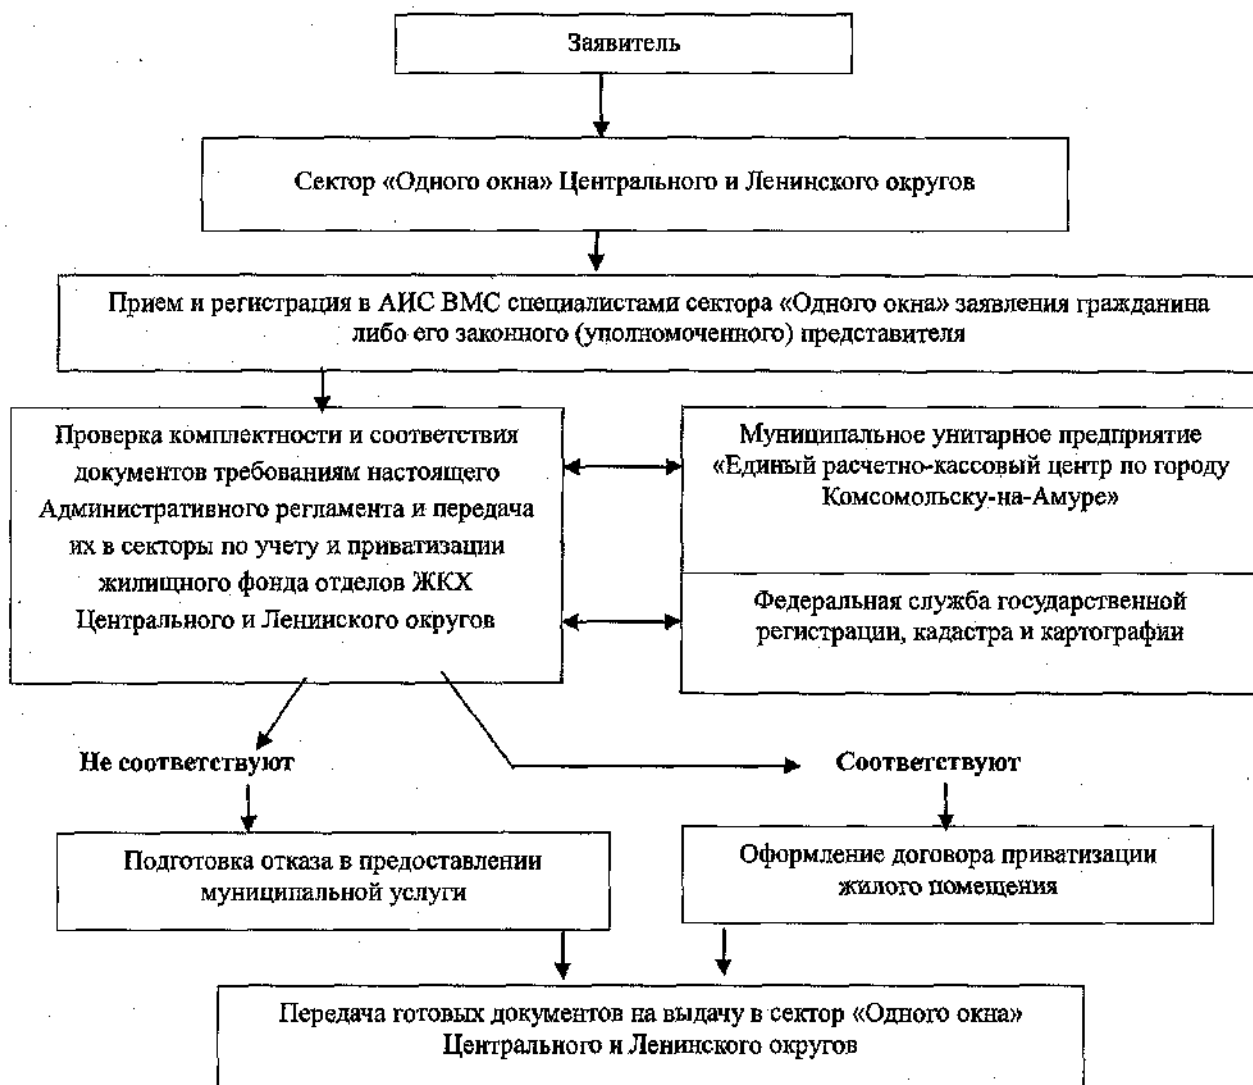 Заявитель
Сектор «Одного окна» Центрального и Ленинского округов
Прием и регистрация в АИС ВМС специалистами сектора «Одного окна» заявления гражданина
либо его законного (уполномоченного) представителя
Проверка комплектности и соответствия
документов требованиям настоящего
Административного регламента и передача
их в секторы по учету и приватизации
жилищного фонда отделов ЖКХ
Центрального и Ленинского округов
Муниципальное унитарное предприятие
«Единый расчетно-кассовый центр по городу
Комсомольску-на-Амуре»
Федеральная служба государственной
регистрации, кадастра и картографии
Не соответствуют
Соответствуют
Подготовка отказа в предоставлении
муниципальной услуги
Оформление договора приватизации
жилого помещения
Передача готовых документов на выдачу в сектор «Одного окна»
Центрального и Ленинского округов